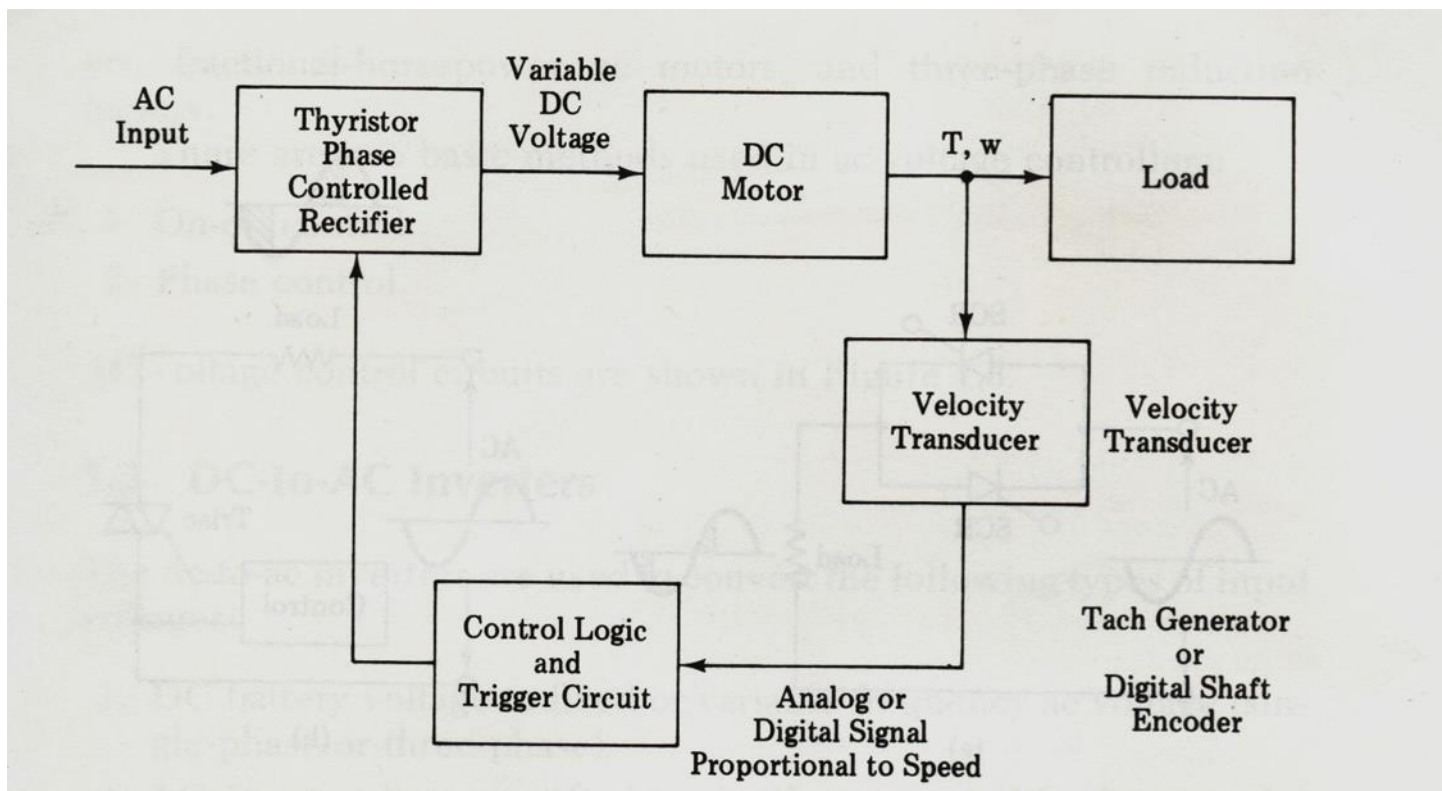 AC
Input
Thyristor
Phase
Controlled
Rectifier
Variable
DC
Voltage
DC
Motor
T, w
Load
Velocity
Transducer
Velocity
Transducer
Control Logic
and
Trigger Circuit
Analog or
Digital Signal
Proportional to Speed
Tach Generator
or
Digital Shaft
Encoder